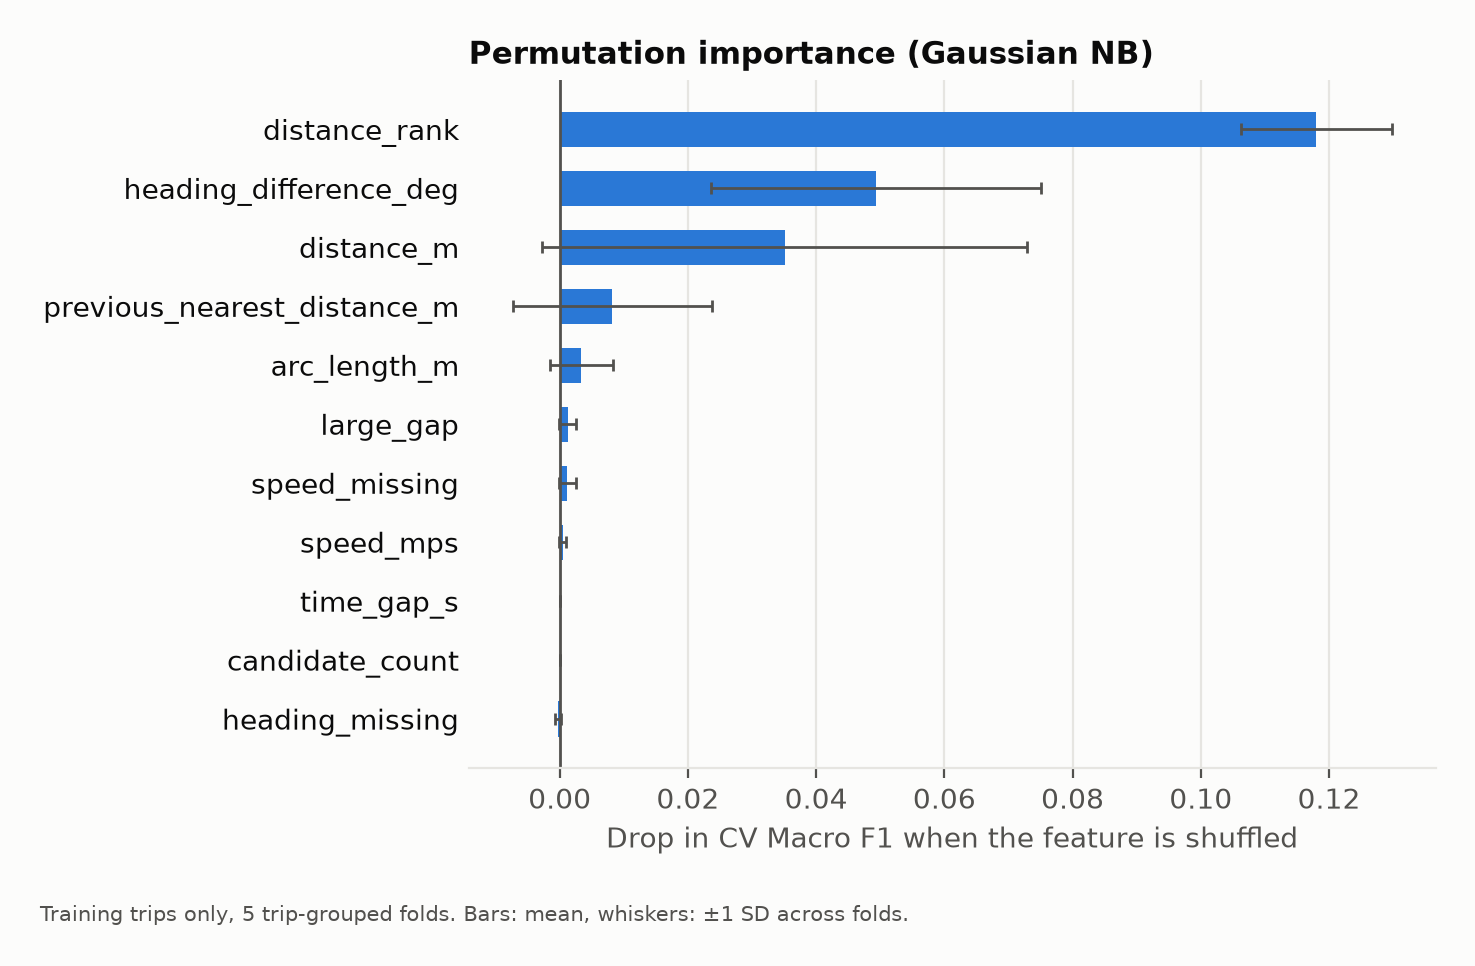 Permutation importance (Gaussian NB)
distance_rank
heading_difference_deg
distance_m
previous_nearest_distance_m
arc_length_m
large_gap
speed_missing
speed_mps
time_gap_s
candidate_count
heading_missing
0.00 0.02 0.04 0.06 0.08 0.10 0.12
Drop in CV Macro F1 when the feature is shuffled
Training trips only, 5 trip-grouped folds. Bars: mean, whiskers: ±1 SD across folds.